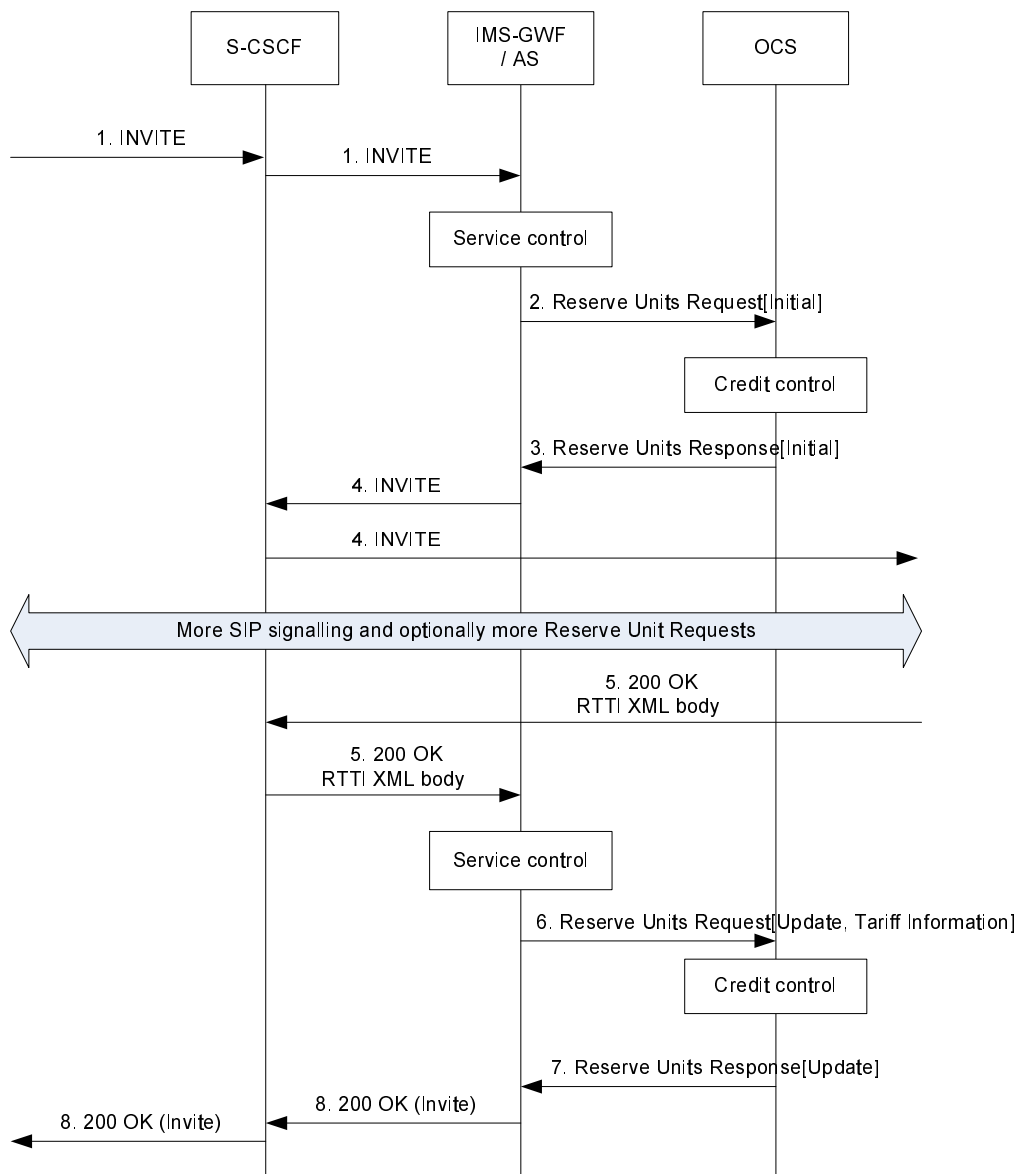 S-CSCF
IMS-GWF
/ AS
OCS
1. INVITE
1. INVITE
Service control
2. Reserve Units Request[Initial]
Credit control
3. Reserve Units Response[Initial]
4. INVITE
4. INVITE
More SIP signalling and optionally more Reserve Unit Requests
5. 200 OK
RTTI XML body
5. 200 OK
RTTI XML body
Service control
6. Reserve Units Request[Update, Tariff Information]
Credit control
7. Reserve Units Response[Update]
8. 200 OK (Invite)
8. 200 OK (Invite)